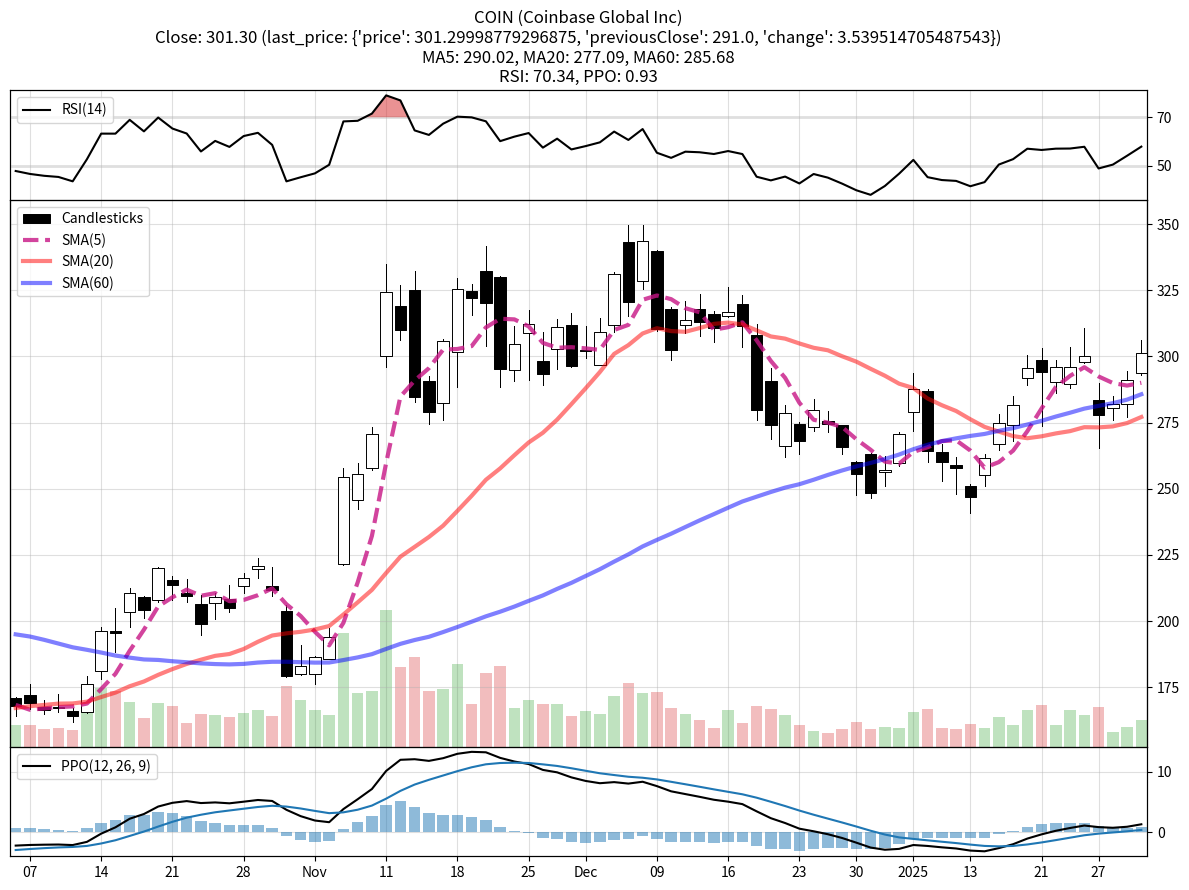 COIN (Coinbase Global Inc)
Close: 301.30 (last_price: {'price': 301.29998779296875, 'previousClose': 291.0, 'change': 3.539514705487543})
MA5: 290.02, MA20: 277.09, MA60: 285.68
RSI: 70.34, PPO: 0.93
RSI(14)
70
50
Candlesticks
SMA(5)
SMA(20)
SMA(60)
350
325
300
275
250
225
200
175
PPO(12, 26, 9)
10
0
07 14 21 28 Nov 11 18 25 Dec 09 16 23 30 2025 13 21 27